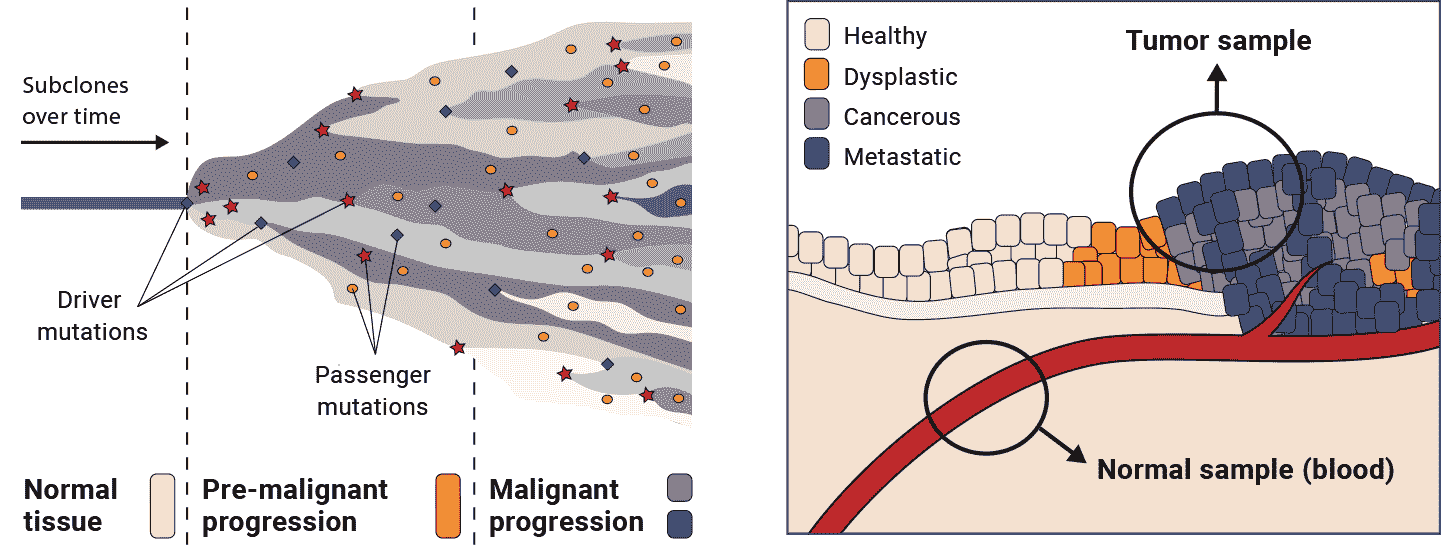 Subclones
over time
Driver
mutations
Passenger
mutations
Normal
tissue
Pre-malignant
progression
Malignant
progression
Healthy
Dysplastic
Cancerous
Metastatic
Tumor sample
Normal sample (blood)